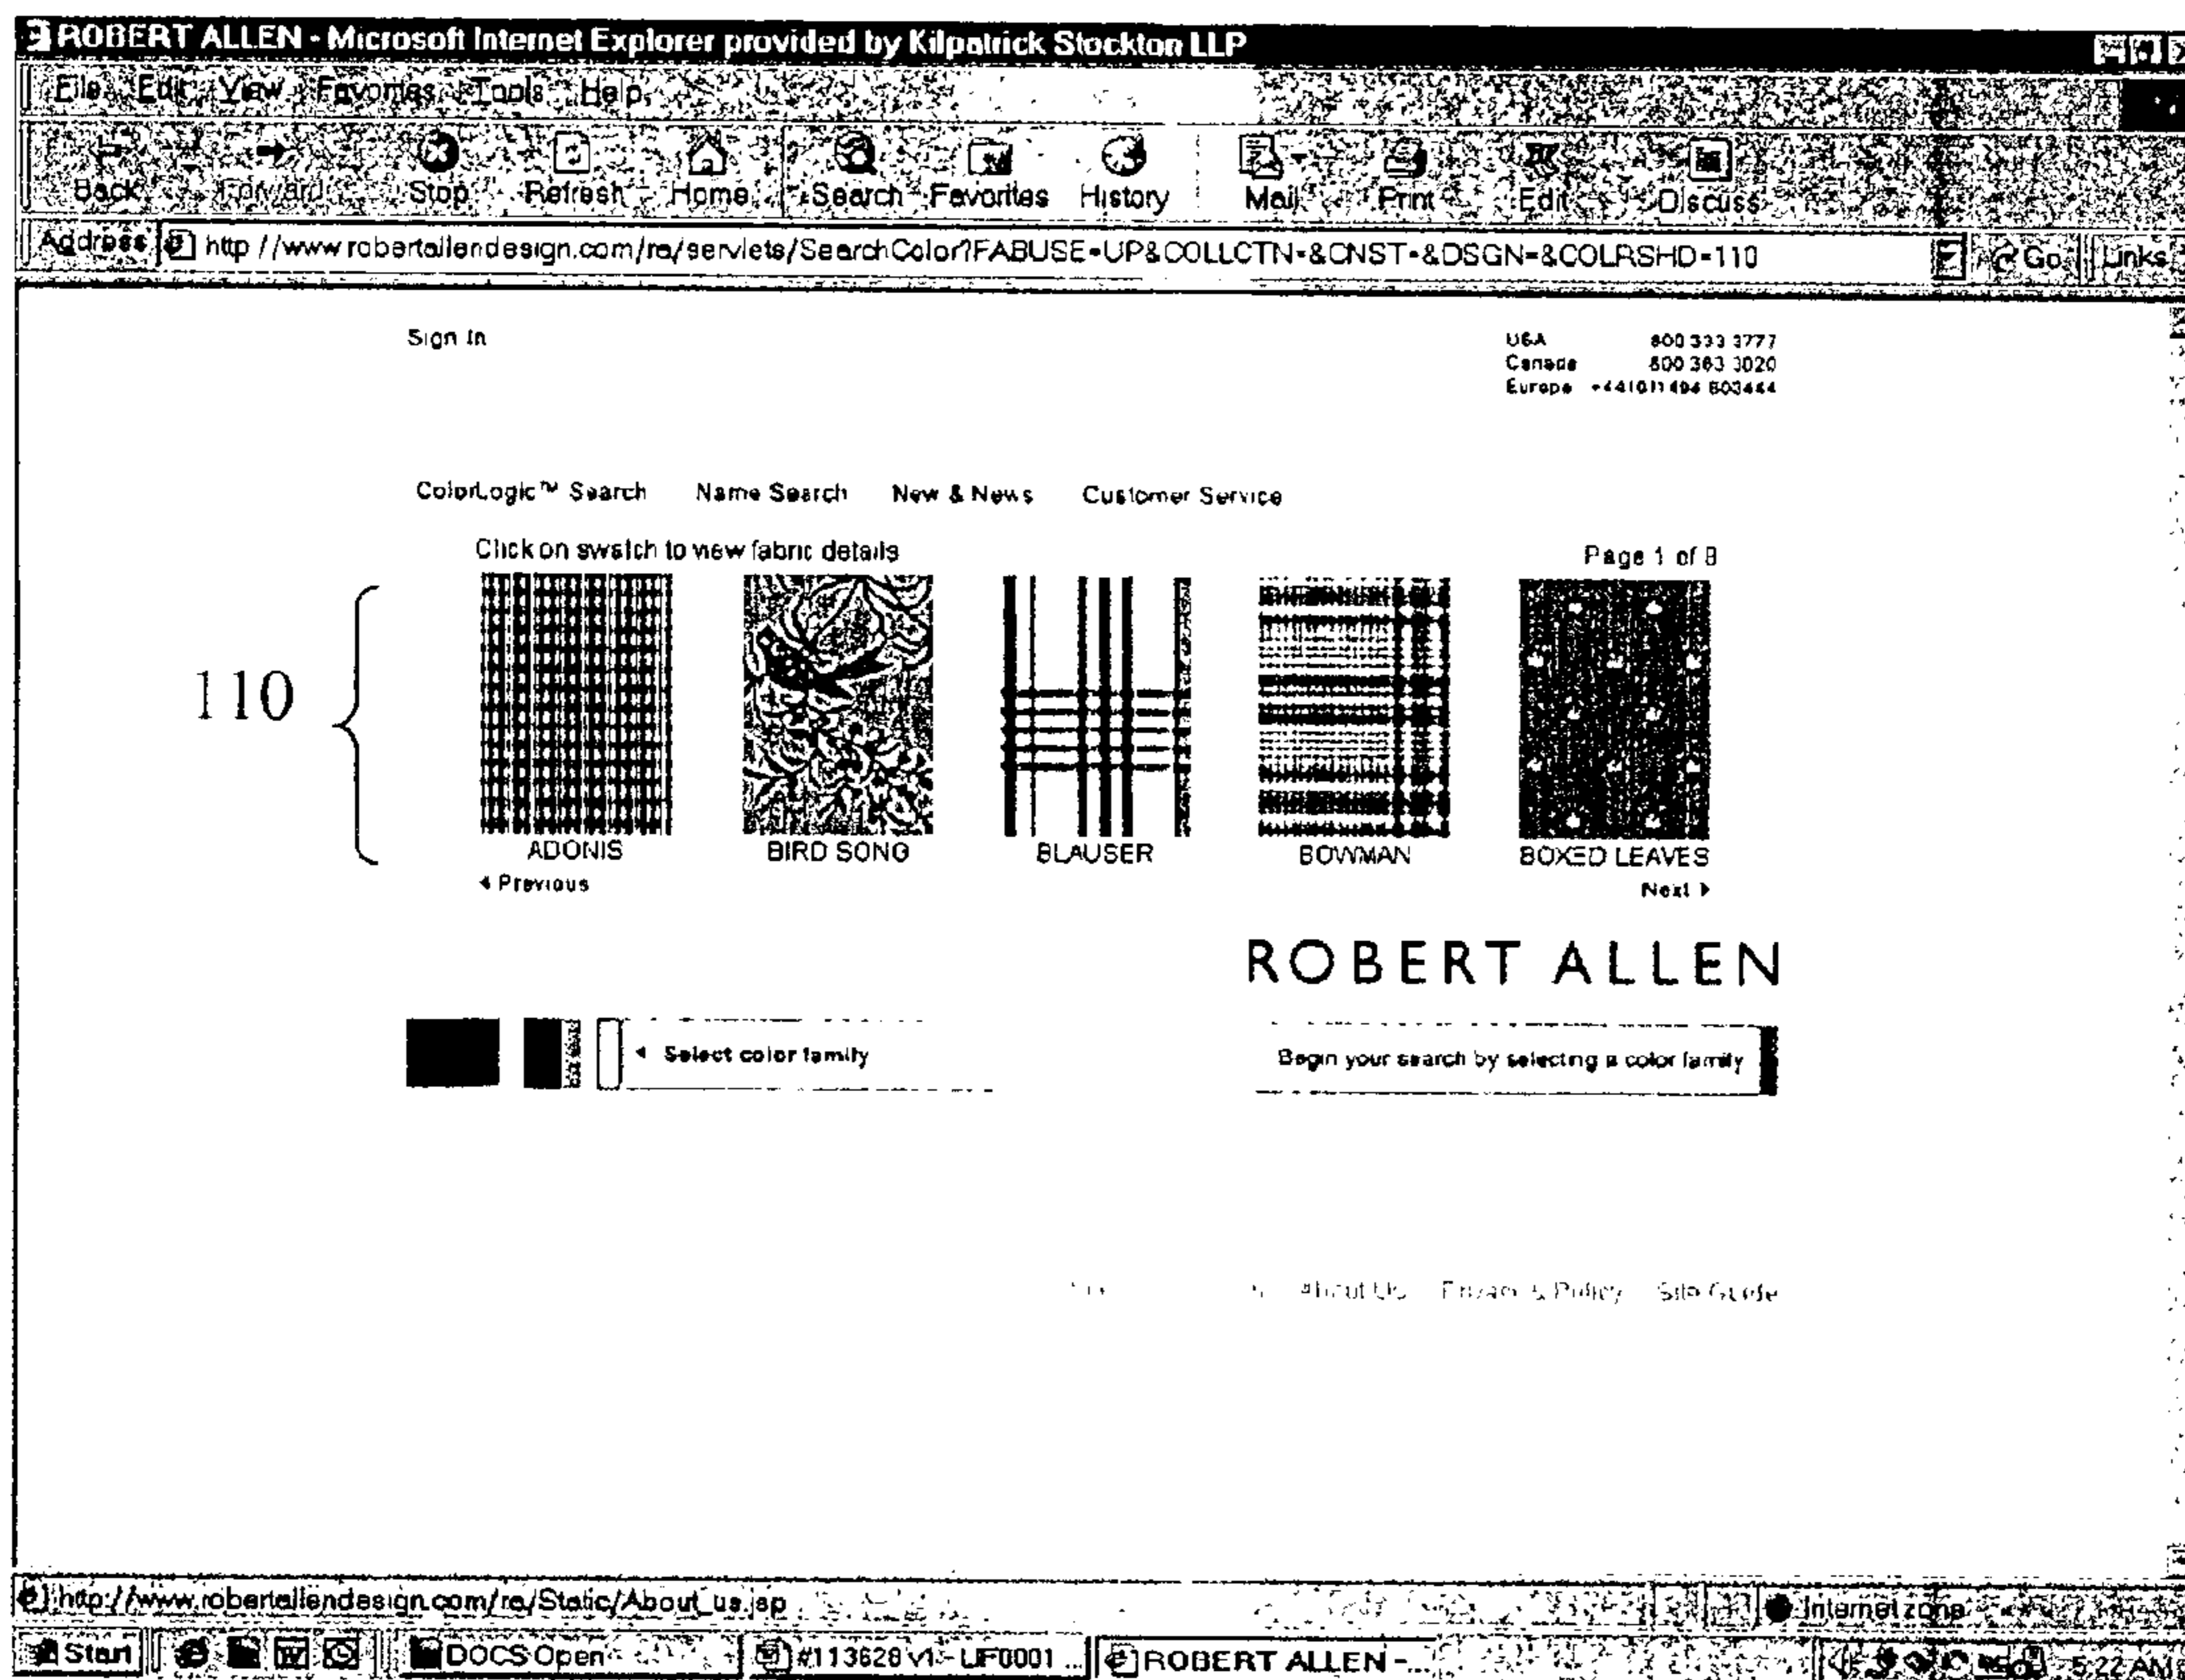 ROBERT ALLEN - Microsoft Internet Explorer provided by Kilpatrick Stockton LLP
File Edit View Favorites Tools Help
Back Forward Stop Refresh Home Search Favorites History Mail Print Edit Discuss
Address http://www.robertallendesign.com/ra/servlets/SearchColor?FABUSE=UP&COLLCTN=&CNST=&DSGN=&COLRSHD=110 Go Links
Sign In
USA 800 333 3777
Canada 800 363 3020
Europe
ColorLogic™ Search Name Search New & News Customer Service
Click on swatch to view fabric details Page 1 of 8
110
ADONIS BIRD SONG BLAUSER BOWMAN BOXED LEAVES
Previous Next
ROBERT ALLEN
Select color family Begin your search by selecting a color family
About Us Privacy & Policy Site Guide
http://www.robertallendesign.com/ra/Static/About_us.jsp Internet zone
Start DOCS Open #113628 v1 - UF0001 ... ROBERT ALLEN -... 5:22 AM